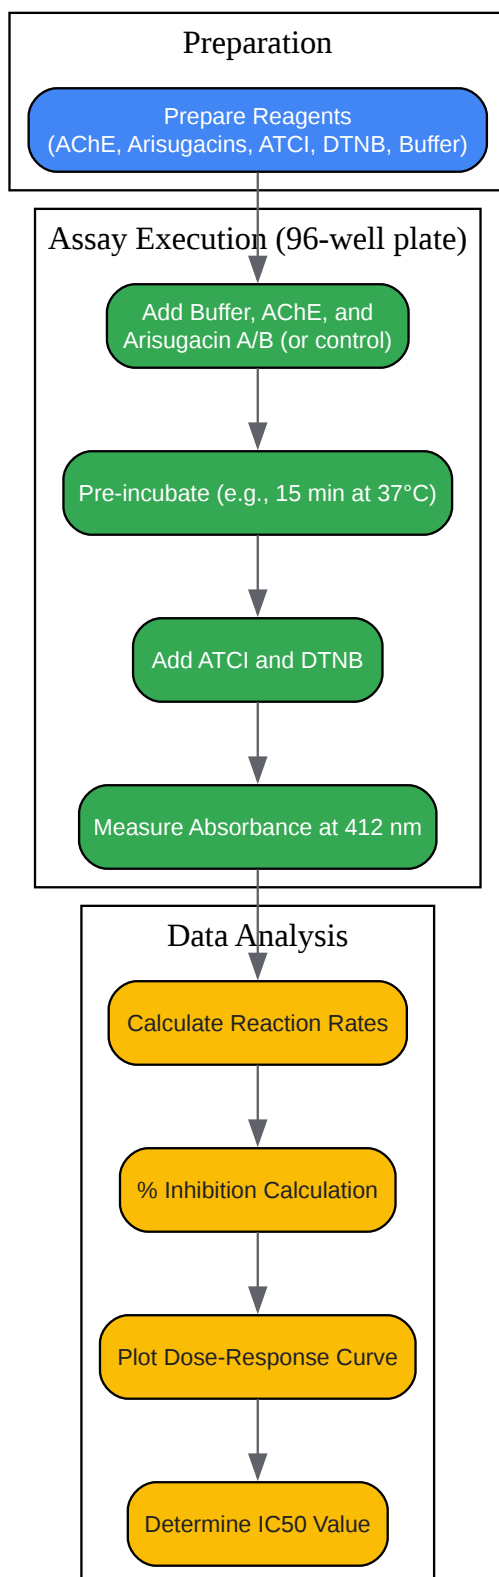 Preparation
Prepare Reagents
(AChE, Arisugacins, ATCI, DTNB, Buffer)
Assay Execution (96-well plate)
Add Buffer, AChE, and
Arisugacin A/B (or control)
Pre-incubate (e.g., 15 min at 37°C)
Add ATCI and DTNB
Measure Absorbance at 412 nm
Data Analysis
Calculate Reaction Rates
% Inhibition Calculation
Plot Dose-Response Curve
Determine IC50 Value